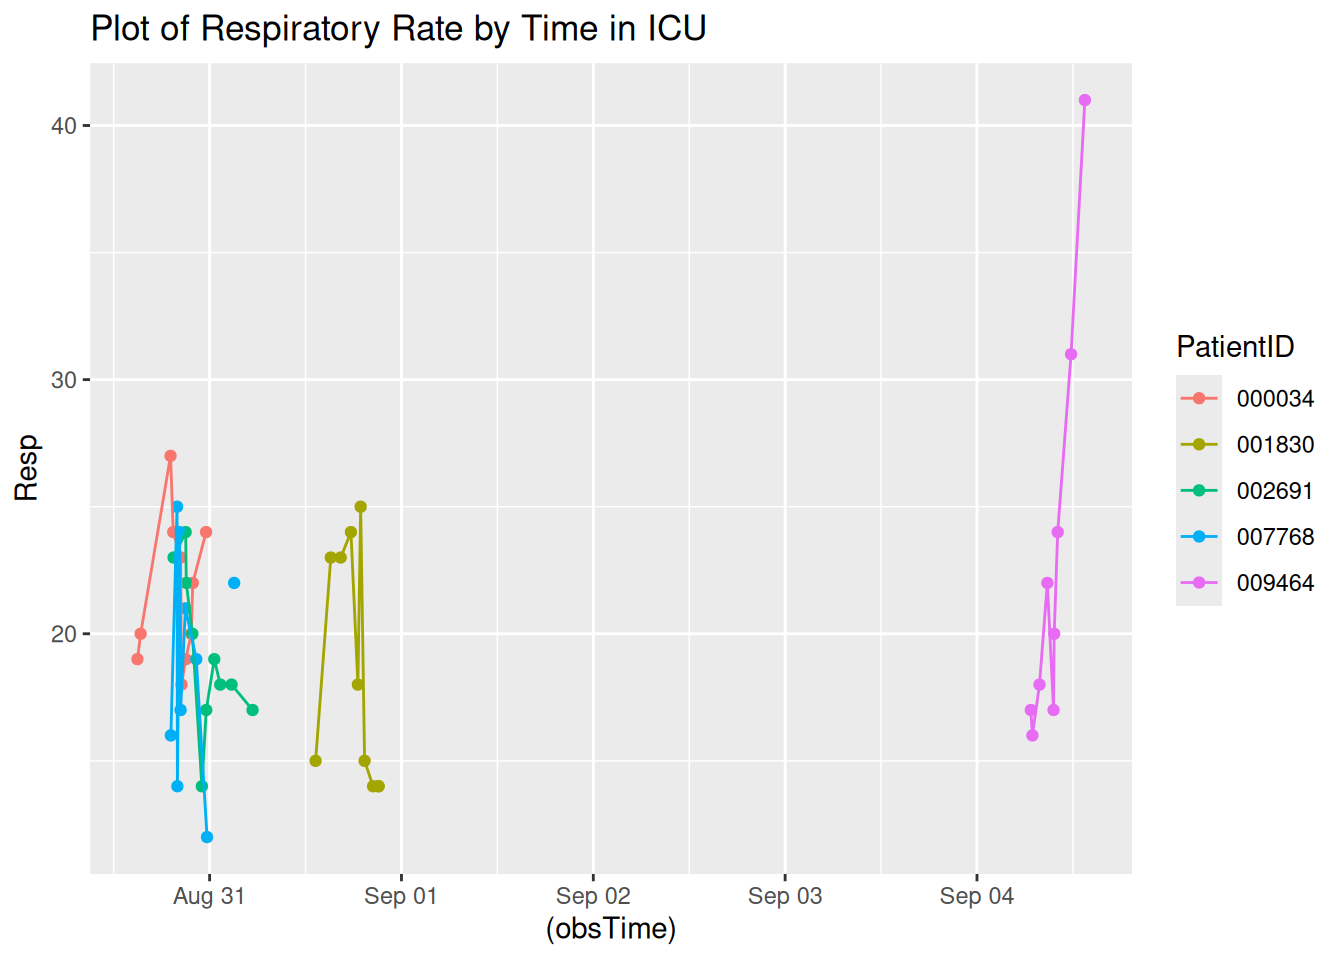 Plot of Respiratory Rate by Time in ICU
40
30
20
Resp
Aug 31
Sep 01
Sep 02
Sep 03
Sep 04
(obsTime)
PatientID
000034
001830
002691
007768
009464